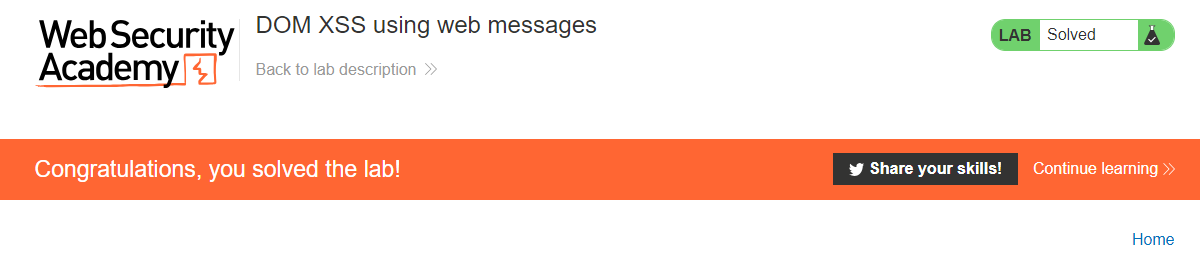 Web Security
Academy
DOM XSS using web messages
Back to lab description
LAB Solved
Congratulations, you solved the lab!
Share your skills!
Continue learning
Home